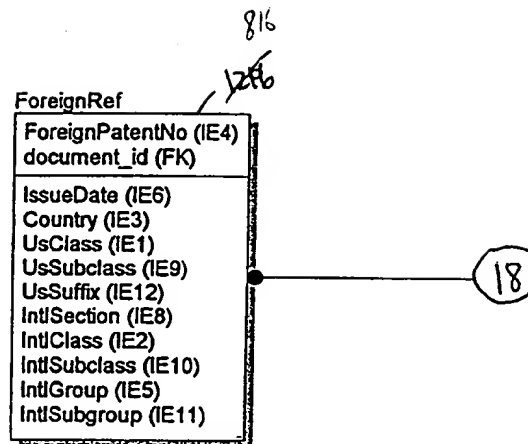 816
ForeignRef
ForeignPatentNo (IE4)
document_id (FK)
IssueDate (IE6)
Country (IE3)
UsClass (IE1)
UsSubclass (IE9)
UsSuffix (IE12)
IntlSection (IE8)
IntlClass (IE2)
IntlSubclass (IE10)
IntlGroup (IE5)
IntlSubgroup (IE11)
18